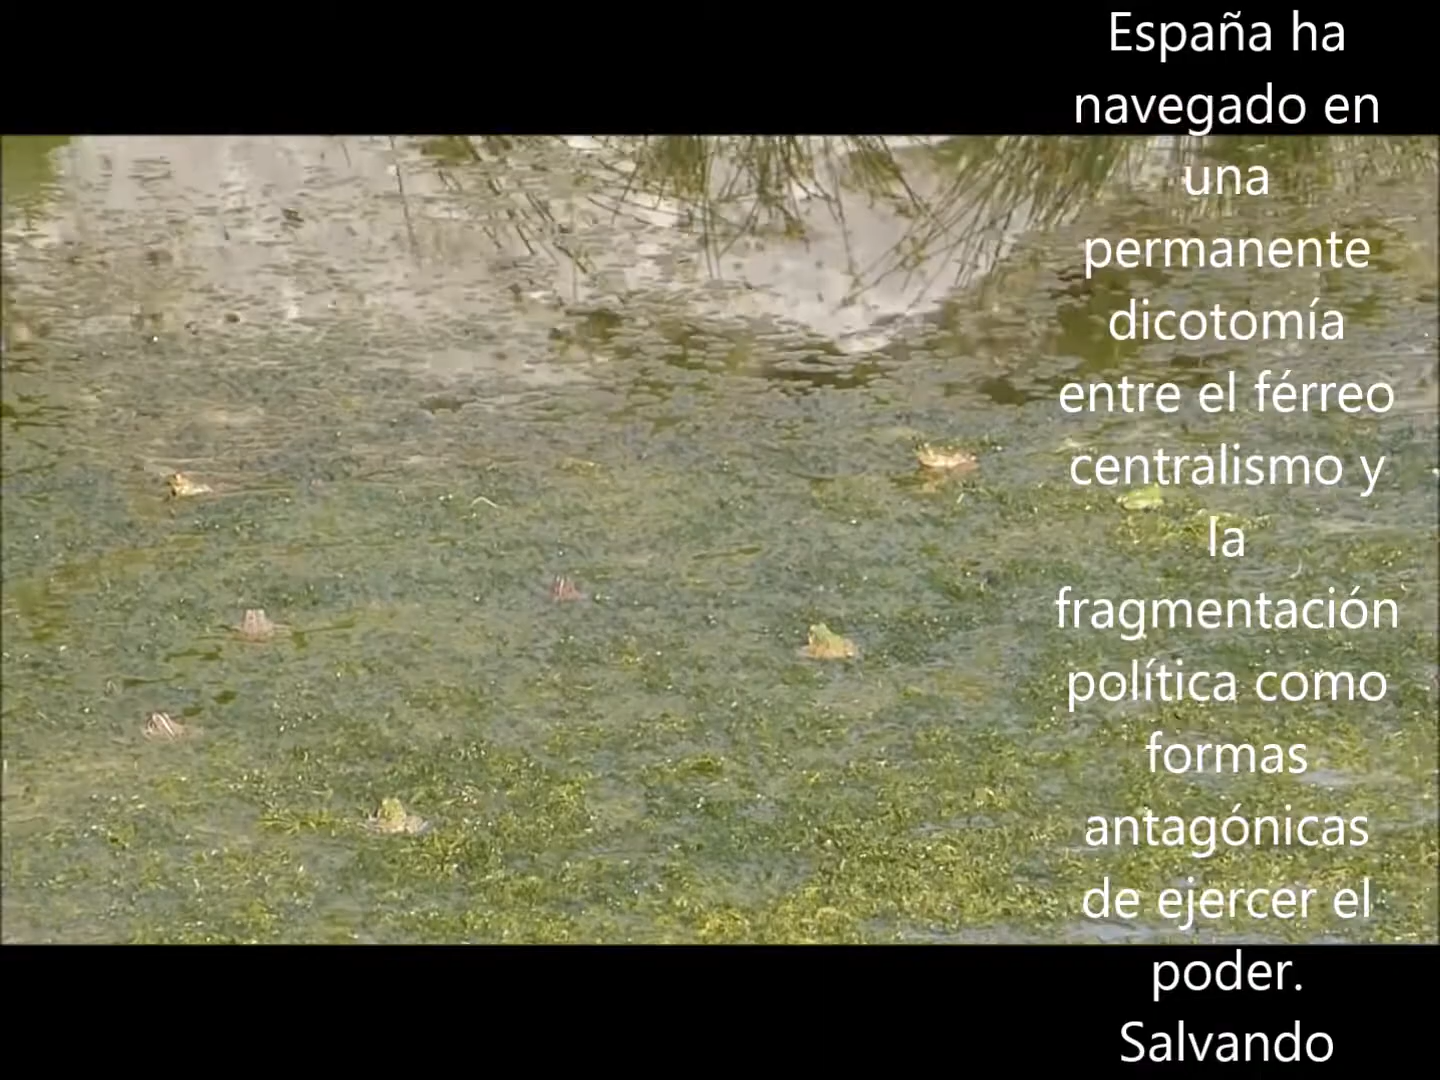 España ha
navegado en
una
permanente
dicotomía
entre el férreo
centralismo y
la
fragmentación
política como
formas
antagónicas
de ejercer el
poder.
Salvando